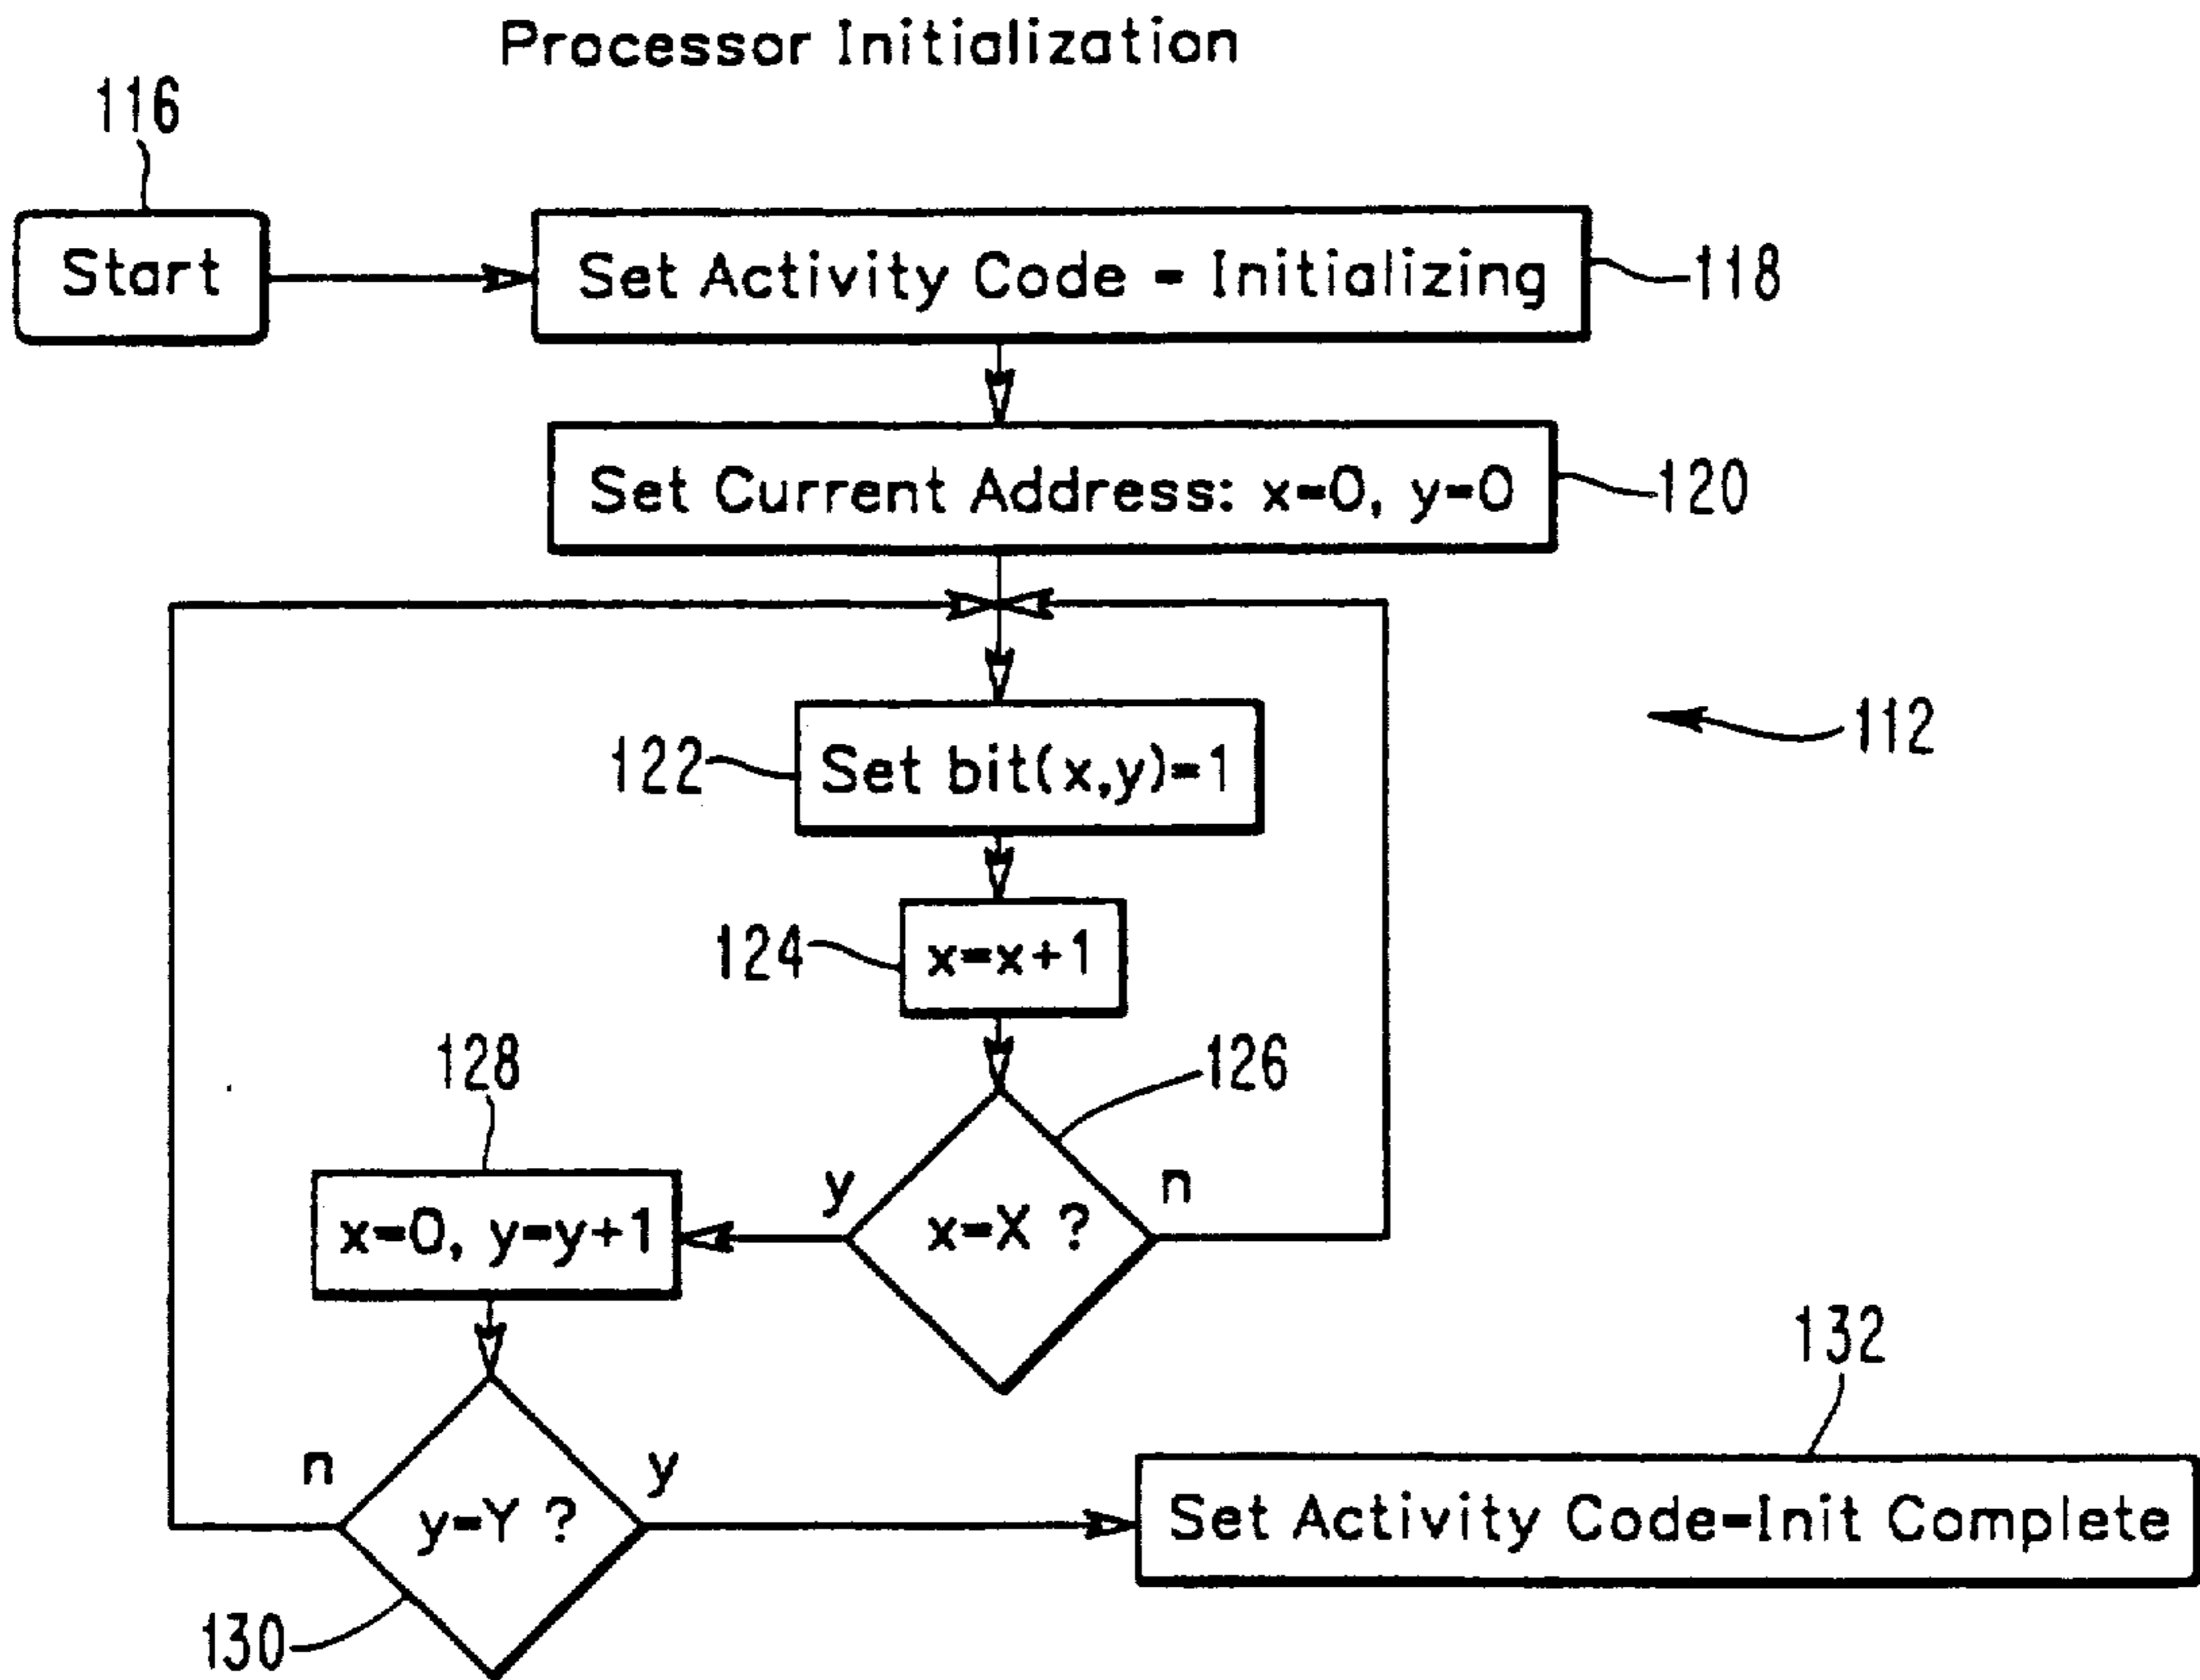 Processor Initialization
116
Start
Set Activity Code = Initializing
118
Set Current Address: x=0, y=0
120
122
Set bit(x,y)=1
112
124
x=x+1
126
128
y
n
x=X ?
x=0, y=y+1
132
n
y
y=Y ?
Set Activity Code=Init Complete
130